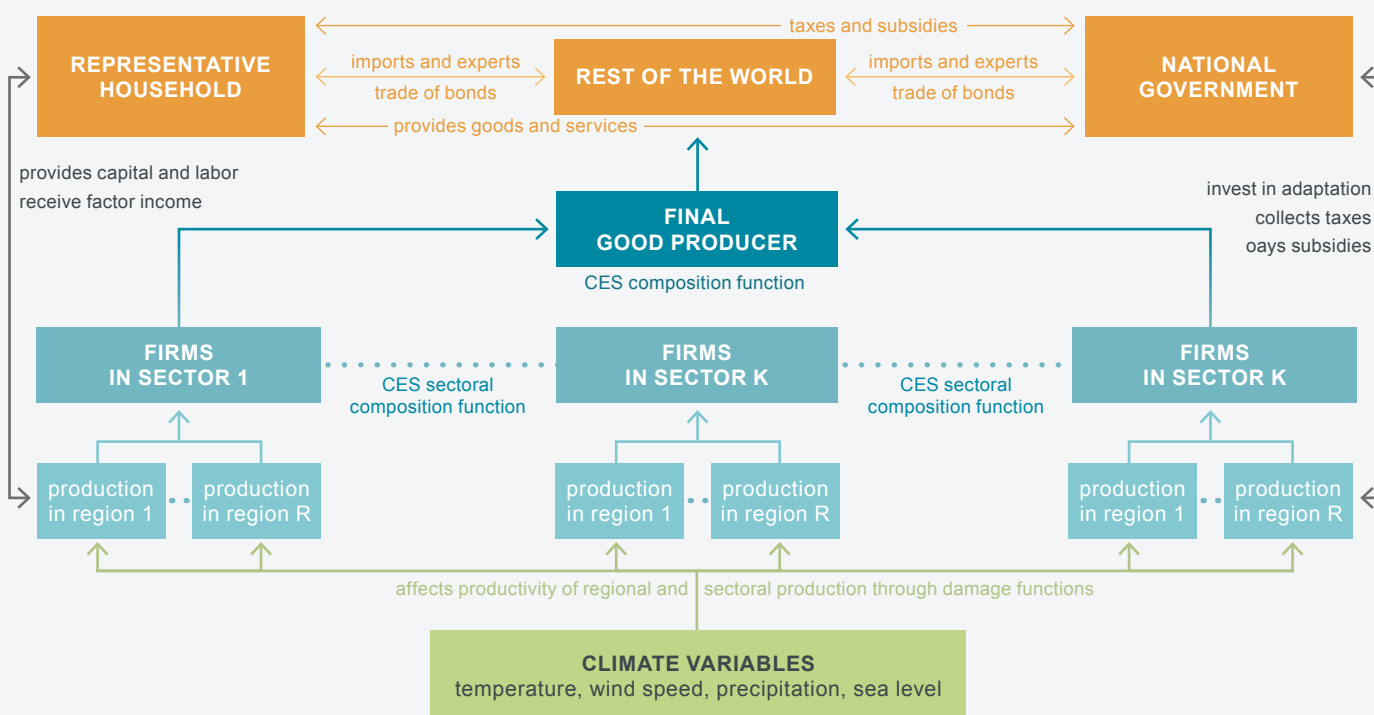 taxes and subsidies
REPRESENTATIVE
HOUSEHOLD
imports and experts
trade of bonds
REST OF THE WORLD
imports and experts
trade of bonds
NATIONAL
GOVERNMENT
provides goods and services
provides capital and labor
receive factor income
invest in adaptation
collects taxes
oays subsidies
FINAL
GOOD PRODUCER
CES composition function
FIRMS
IN SECTOR 1
CES sectoral
composition function
FIRMS
IN SECTOR K
CES sectoral
composition function
FIRMS
IN SECTOR K
production
in region 1
production
in region R
production
in region 1
production
in region R
production
in region 1
production
in region R
affects productivity of regional and sectoral production through damage functions
CLIMATE VARIABLES
temperature, wind speed, precipitation, sea level